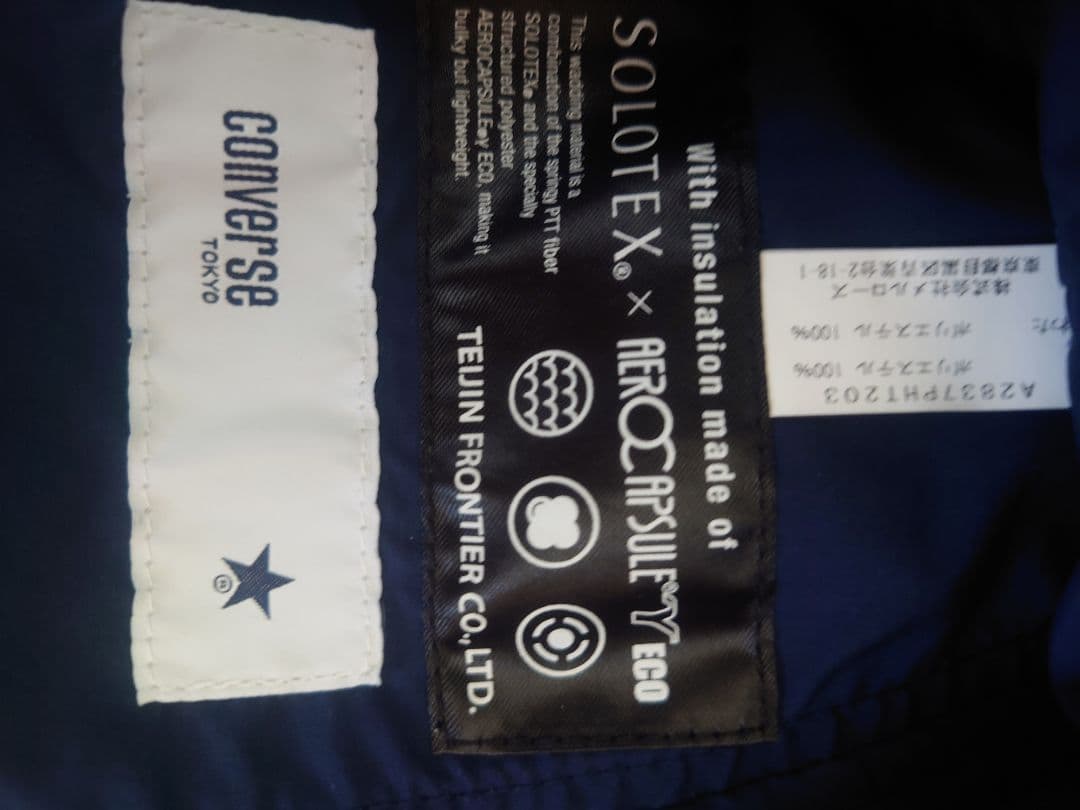 converse
TOKYO
®
With insulation made of
SOLOTEX® × AEROCAPSULE Y ECO
This wadding material is a
combination of the springy PTT fiber
SOLOTEX® and the specially
structured polyester
AEROCAPSULE®Y ECO, making it
bulky but lightweight.
TEIJIN FRONTIER CO.,LTD.
A2837PHT203
ポリエステル 100%
わた ポリエステル 100%
株式会社メルローズ
東京都目黒区青葉台2-18-1